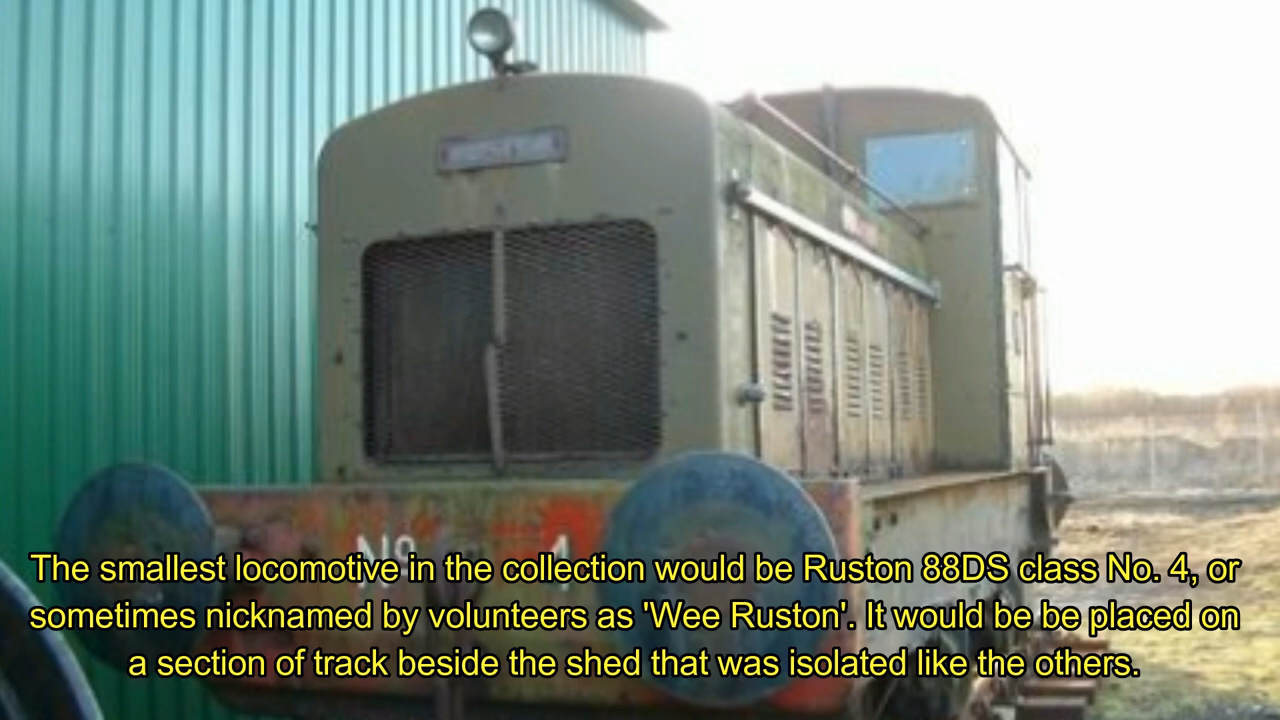 No 4
The smallest locomotive in the collection would be Ruston 88DS class No. 4, or
sometimes nicknamed by volunteers as 'Wee Ruston'. It would be be placed on
a section of track beside the shed that was isolated like the others.